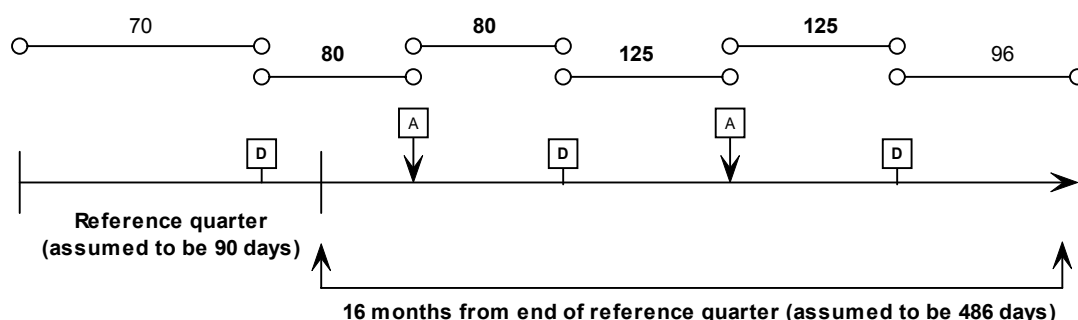 70
80
125
80
125
96
A
A
D
D
D
Reference quarter
(assumed to be 90 days)
16 months from end of reference quarter (assumed to be 486 days)